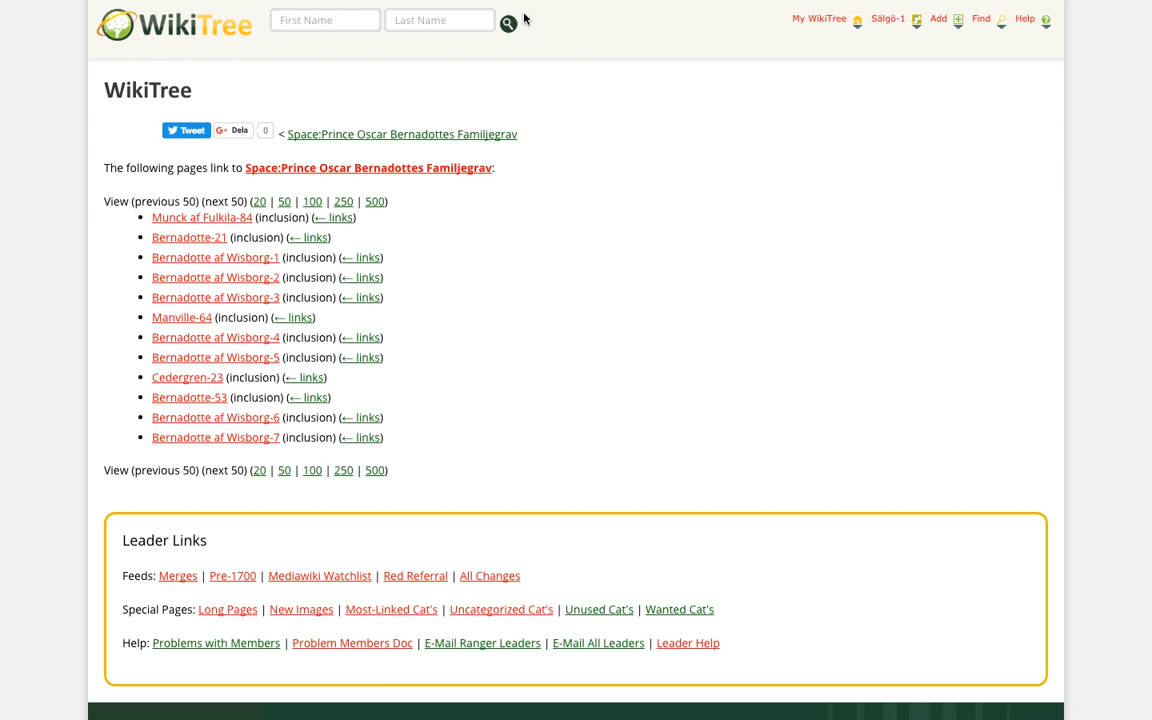 WikiTree First Name Last Name My WikiTree Sälgö-1 Add Find Help
WikiTree
Tweet G+ Dela 0 < Space:Prince Oscar Bernadottes Familjegrav
The following pages link to Space:Prince Oscar Bernadottes Familjegrav:
View (previous 50) (next 50) (20 | 50 | 100 | 250 | 500)
• Munck af Fulkila-84 (inclusion) (← links)
• Bernadotte-21 (inclusion) (← links)
• Bernadotte af Wisborg-1 (inclusion) (← links)
• Bernadotte af Wisborg-2 (inclusion) (← links)
• Bernadotte af Wisborg-3 (inclusion) (← links)
• Manville-64 (inclusion) (← links)
• Bernadotte af Wisborg-4 (inclusion) (← links)
• Bernadotte af Wisborg-5 (inclusion) (← links)
• Cedergren-23 (inclusion) (← links)
• Bernadotte-53 (inclusion) (← links)
• Bernadotte af Wisborg-6 (inclusion) (← links)
• Bernadotte af Wisborg-7 (inclusion) (← links)
View (previous 50) (next 50) (20 | 50 | 100 | 250 | 500)
Leader Links
Feeds: Merges | Pre-1700 | Mediawiki Watchlist | Red Referral | All Changes
Special Pages: Long Pages | New Images | Most-Linked Cat's | Uncategorized Cat's | Unused Cat's | Wanted Cat's
Help: Problems with Members | Problem Members Doc | E-Mail Ranger Leaders | E-Mail All Leaders | Leader Help